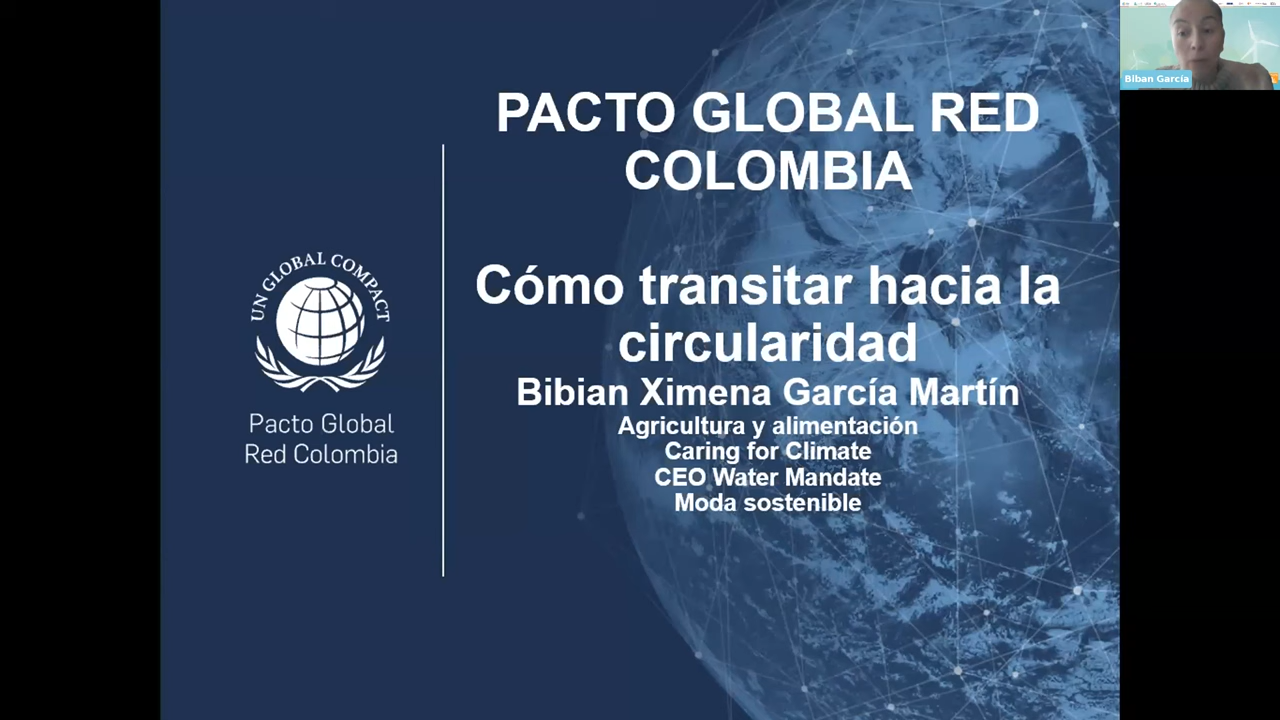 PACTO GLOBAL RED
COLOMBIA
Cómo transitar hacia la
circularidad
Bibian Ximena García Martín
Agricultura y alimentación
Caring for Climate
CEO Water Mandate
Moda sostenible
UN GLOBAL COMPACT
Pacto Global
Red Colombia
Biban García